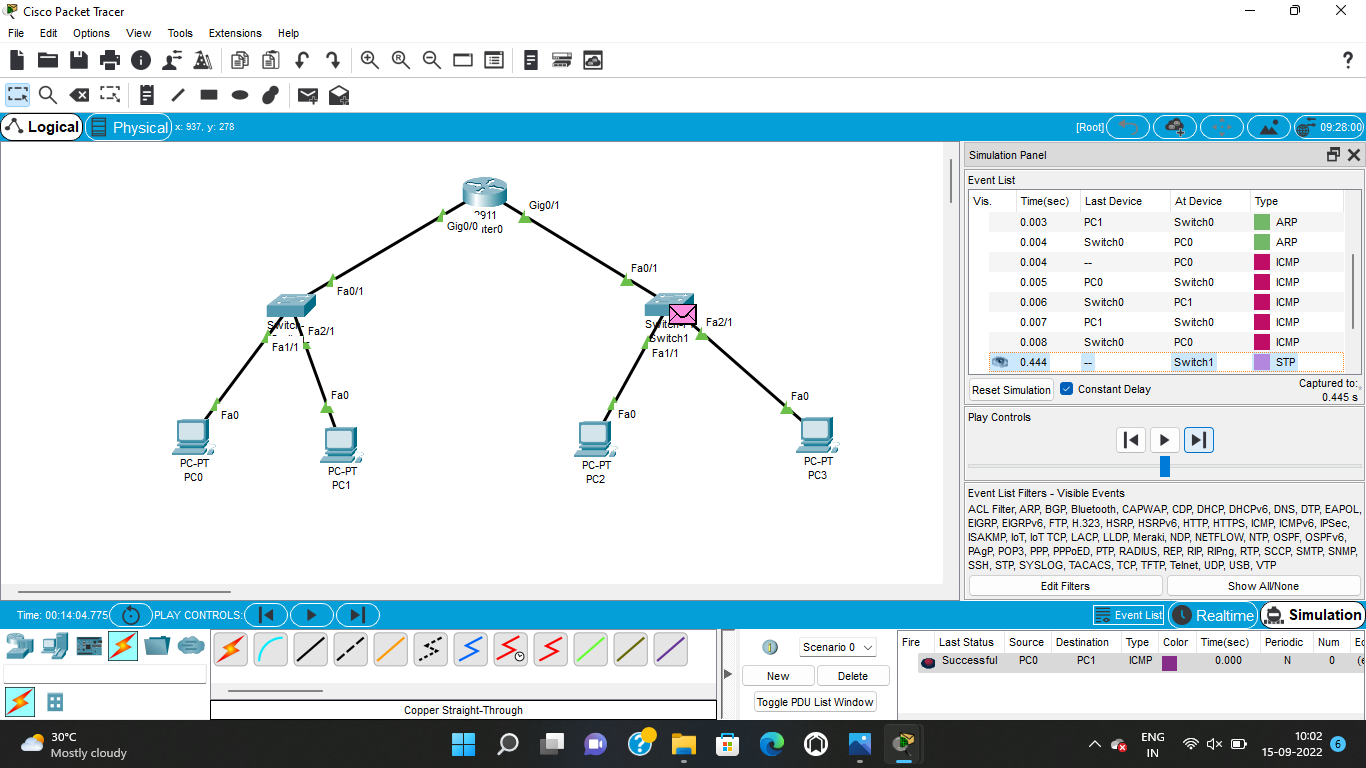 Cisco Packet Tracer
File Edit Options View Tools Extensions Help
?
Logical Physical x: 937, y: 278 [Root] 09:28:00
Simulation Panel
Event List
Vis. Time(sec) Last Device At Device Type
0.003 PC1 Switch0 ARP
0.004 Switch0 PC0 ARP
0.004 -- PC0 ICMP
0.005 PC0 Switch0 ICMP
0.006 Switch0 PC1 ICMP
0.007 PC1 Switch0 ICMP
0.008 Switch0 PC0 ICMP
0.444 -- Switch1 STP
Reset Simulation Constant Delay Captured to:
0.445 s
Play Controls
Event List Filters - Visible Events
ACL Filter, ARP, BGP, Bluetooth, CAPWAP, CDP, DHCP, DHCPv6, DNS, DTP, EAPOL,
EIGRP, EIGRPv6, FTP, H.323, HSRP, HSRPv6, HTTP, HTTPS, ICMP, ICMPv6, IPSec,
ISAKMP, IoT, IoT TCP, LACP, LLDP, Meraki, NDP, NETFLOW, NTP, OSPF, OSPFv6,
PAgP, POP3, PPP, PPPoED, PTP, RADIUS, REP, RIP, RIPng, RTP, SCCP, SMTP, SNMP,
SSH, STP, SYSLOG, TACACS, TCP, TFTP, Telnet, UDP, USB, VTP
Edit Filters Show All/None
Gig0/1
Gig0/0
Fa0/1
Fa0/1
Fa2/1
Fa1/1
Switch1
Fa2/1
Fa1/1
Fa0
Fa0
Fa0
Fa0
PC-PT
PC0
PC-PT
PC1
PC-PT
PC2
PC-PT
PC3
Time: 00:14:04.775 PLAY CONTROLS: Event List Realtime Simulation
Scenario 0
New Delete
Toggle PDU List Window
Fire Last Status Source Destination Type Color Time(sec) Periodic Num
Successful PC0 PC1 ICMP 0.000 N 0
Copper Straight-Through
30°C
Mostly cloudy
ENG
IN
10:02
15-09-2022
6